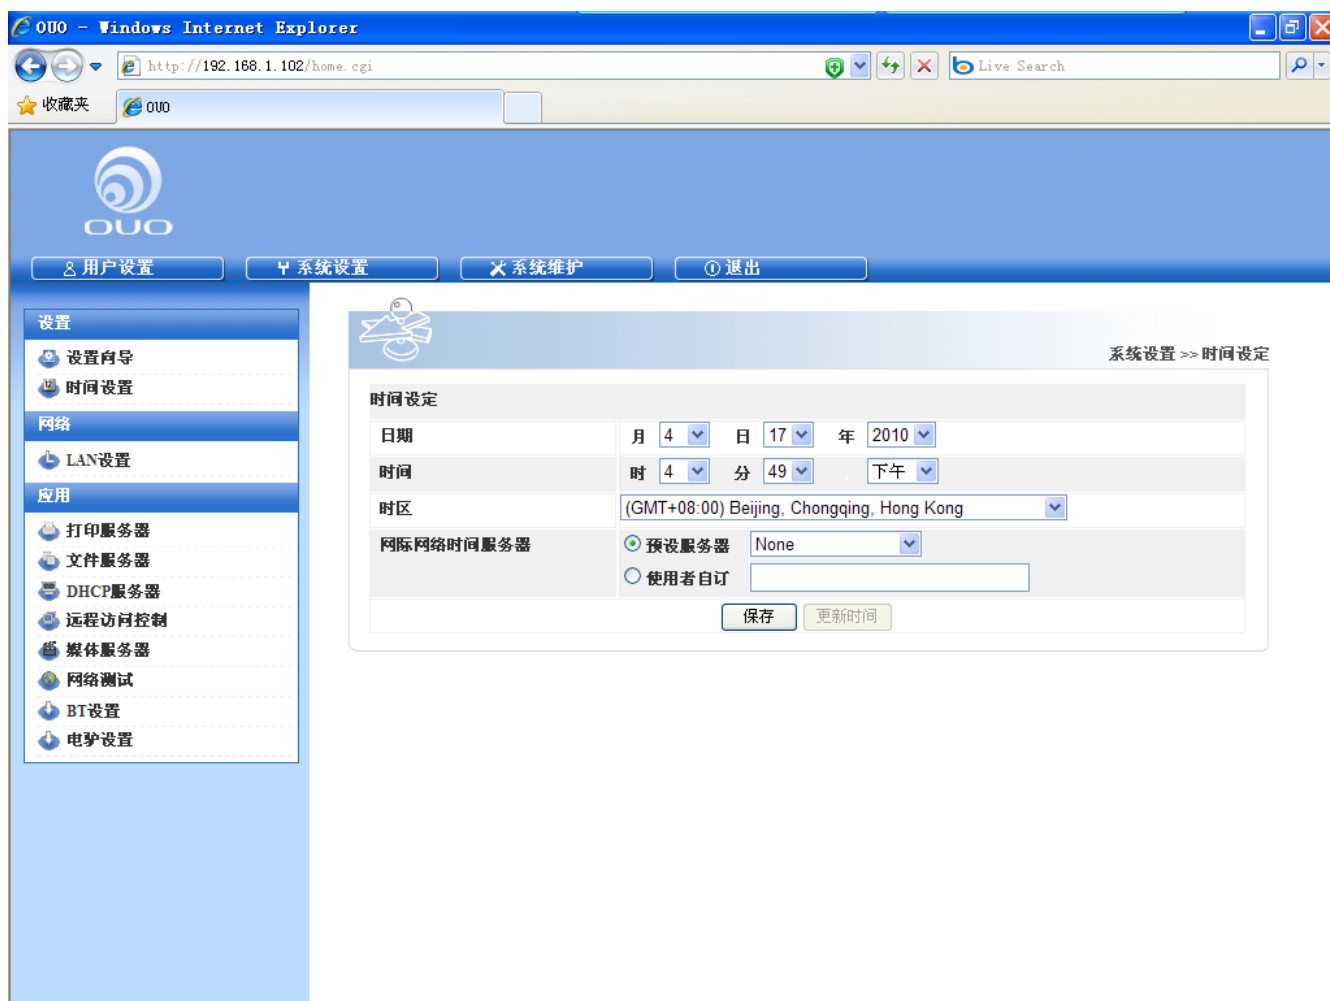 OUO - Windows Internet Explorer
http://192.168.1.102/home.cgi
Live Search
收藏夹
OUO
OUO
用户设置
系统设置
系统维护
退出
设置
设置向导
时间设置
网络
LAN设置
应用
打印服务器
文件服务器
DHCP服务器
远程访问控制
媒体服务器
网络测试
BT设置
电驴设置
系统设置 >> 时间设定
时间设定
日期 月 4 日 17 年 2010
时间 时 4 分 49 下午
时区 (GMT+08:00) Beijing, Chongqing, Hong Kong
网际网络时间服务器 预设服务器 None
使用者自订
保存 更新时间